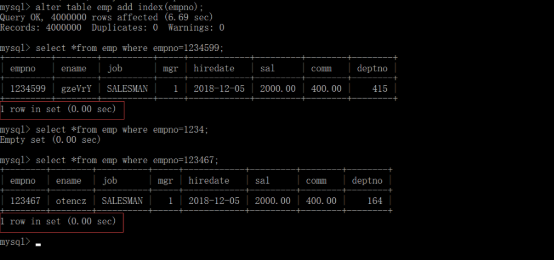 mysql> alter table emp add index(empno);
Query OK, 4000000 rows affected (6.69 sec)
Records: 4000000  Duplicates: 0  Warnings: 0
mysql> select *from emp where empno=1234599;
| empno | ename | job | mgr | hiredate | sal | comm | deptno |
| 1234599 | gzeVrY | SALESMAN | 1 | 2018-12-05 | 2000.00 | 400.00 | 415 |
1 row in set (0.00 sec)
mysql> select *from emp where empno=1234;
Empty set (0.00 sec)
mysql> select *from emp where empno=123467;
| empno | ename | job | mgr | hiredate | sal | comm | deptno |
| 123467 | otencz | SALESMAN | 1 | 2018-12-05 | 2000.00 | 400.00 | 164 |
1 row in set (0.00 sec)
mysql>